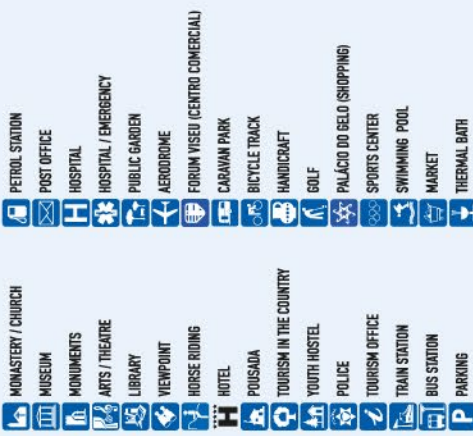 MONASTERY / CHURCH
MUSEUM
MONUMENTS
ARTS / THEATRE
LIBRARY
VIEWPOINT
HORSE RIDING
HOTEL
POUSADA
TOURISM IN THE COUNTRY
YOUTH HOSTEL
POLICE
TOURISM OFFICE
TRAIN STATION
BUS STATION
P PARKING
PETROL STATION
POST OFFICE
H HOSPITAL
HOSPITAL / EMERGENCY
PUBLIC GARDEN
AERODROME
FORUM VISEU (CENTRO COMERCIAL)
CARAVAN PARK
BICYCLE TRACK
HANDICRAFT
GOLF
PALÁCIO DO GELO (SHOPPING)
SPORTS CENTER
SWIMMING POOL
MARKET
THERMAL BATH